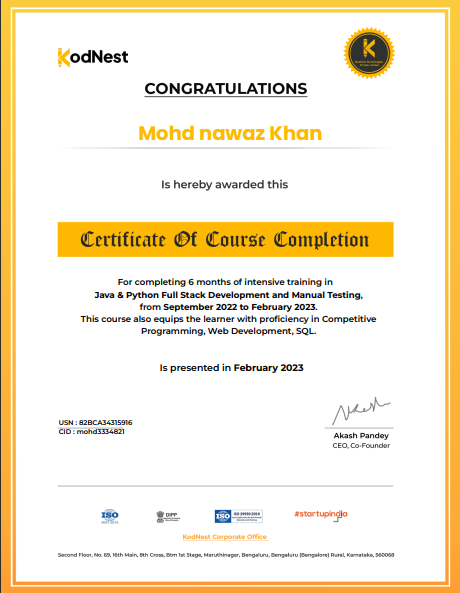 KodNest
CONGRATULATIONS
Mohd nawaz Khan
Is hereby awarded this
Certificate Of Course Completion
For completing 6 months of intensive training in
Java & Python Full Stack Development and Manual Testing,
from September 2022 to February 2023.
This course also equips the learner with proficiency in Competitive
Programming, Web Development, SQL.
Is presented in February 2023
USN : 82BCA34315916
CID : mohd3334821
Akash Pandey
CEO, Co-Founder
ISO
DIPP
ISO
#startupindia
KodNest Corporate Office
Second Floor, No. 69, 16th Main, 8th Cross, Btm 1st Stage, Maruthinagar, Bengaluru, Bengaluru (Bangalore) Rural, Karnataka, 560068